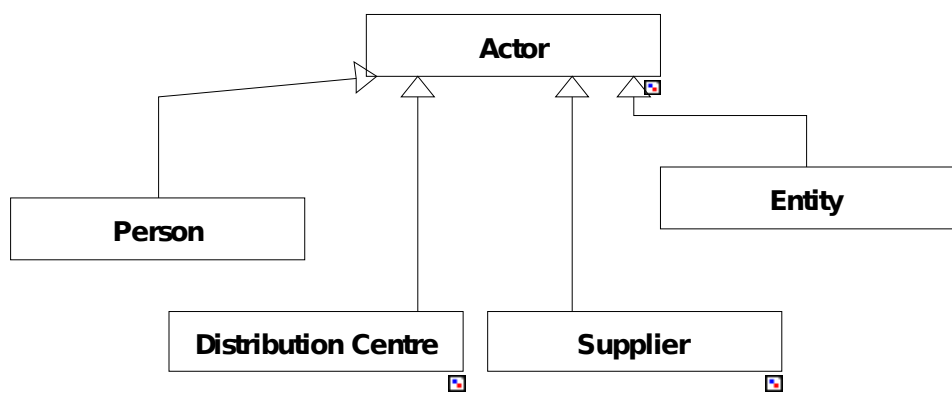 Actor
Entity
Person
Distribution Centre
Supplier